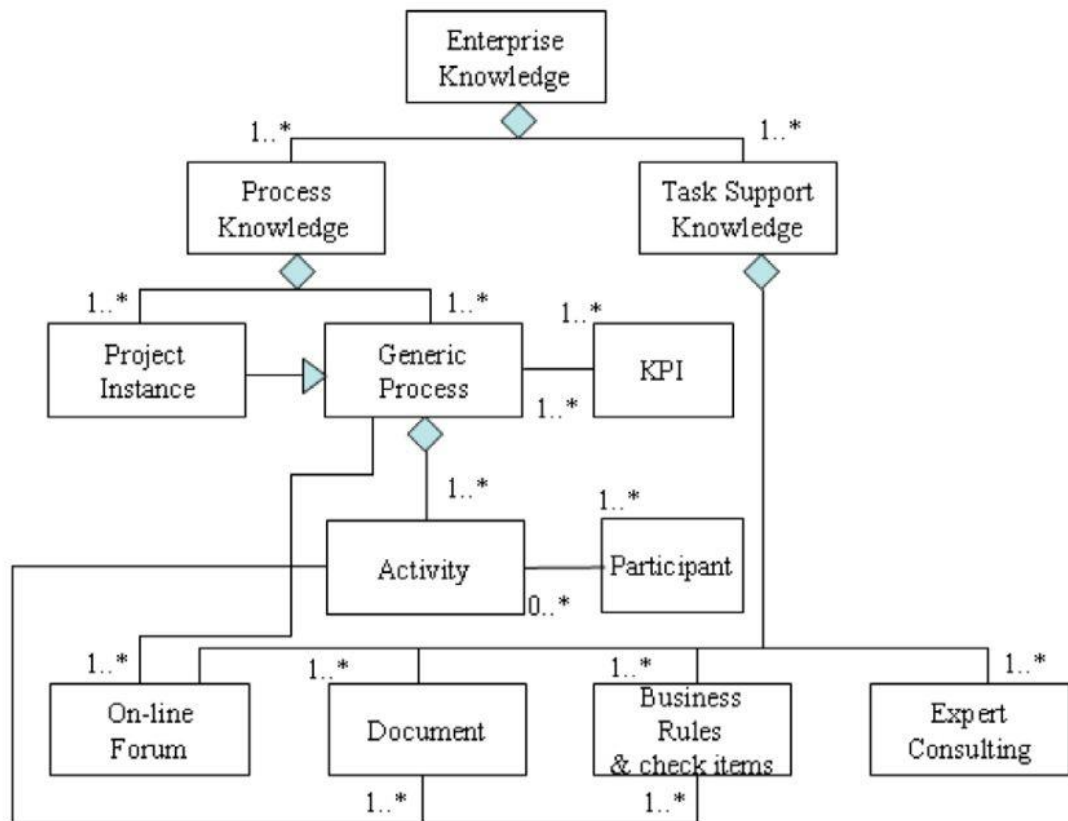 Enterprise
Knowledge
1..*
1..*
Process
Knowledge
Task Support
Knowledge
1..*
1..*
1..*
Project
Instance
Generic
Process
KPI
1..*
1..*
1..*
Activity
Participant
0..*
1..*
1..*
1..*
1..*
On-line
Forum
Document
Business
Rules
& check items
Expert
Consulting
1..*
1..*